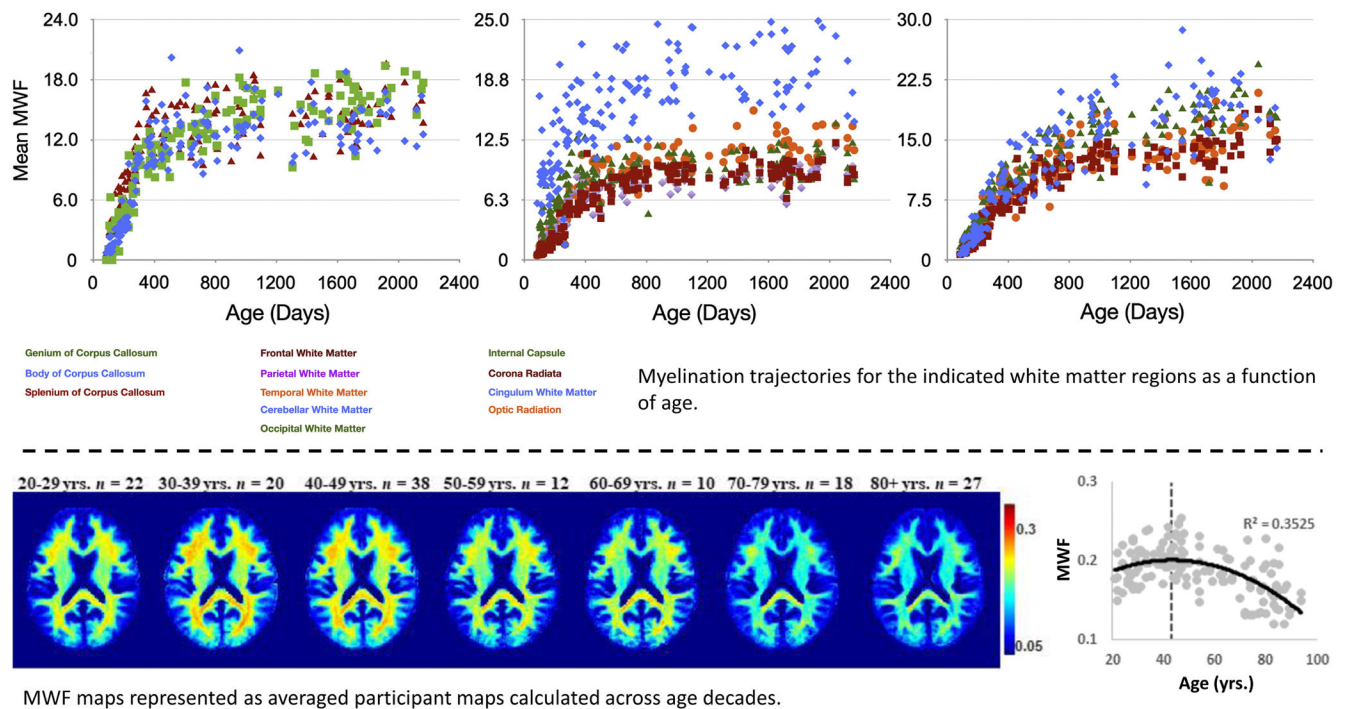 24.0
18.0
12.0
6.0
0
Mean MWF
0 400 800 1200 1600 2000 2400
Age (Days)
25.0
18.8
12.5
6.3
0
0 400 800 1200 1600 2000 2400
Age (Days)
30.0
22.5
15.0
7.5
0
0 400 800 1200 1600 2000 2400
Age (Days)
Genium of Corpus Callosum
Body of Corpus Callosum
Splenium of Corpus Callosum
Frontal White Matter
Parietal White Matter
Temporal White Matter
Cerebellar White Matter
Occipital White Matter
Internal Capsule
Corona Radiata
Cingulum White Matter
Optic Radiation
Myelination trajectories for the indicated white matter regions as a function
of age.
20-29 yrs. n = 22 30-39 yrs. n = 20 40-49 yrs. n = 38 50-59 yrs. n = 12 60-69 yrs. n = 10 70-79 yrs. n = 18 80+ yrs. n = 27
0.3
0.05
0.3
0.2
0.1
MWF
R² = 0.3525
20 40 60 80 100
Age (yrs.)
MWF maps represented as averaged participant maps calculated across age decades.